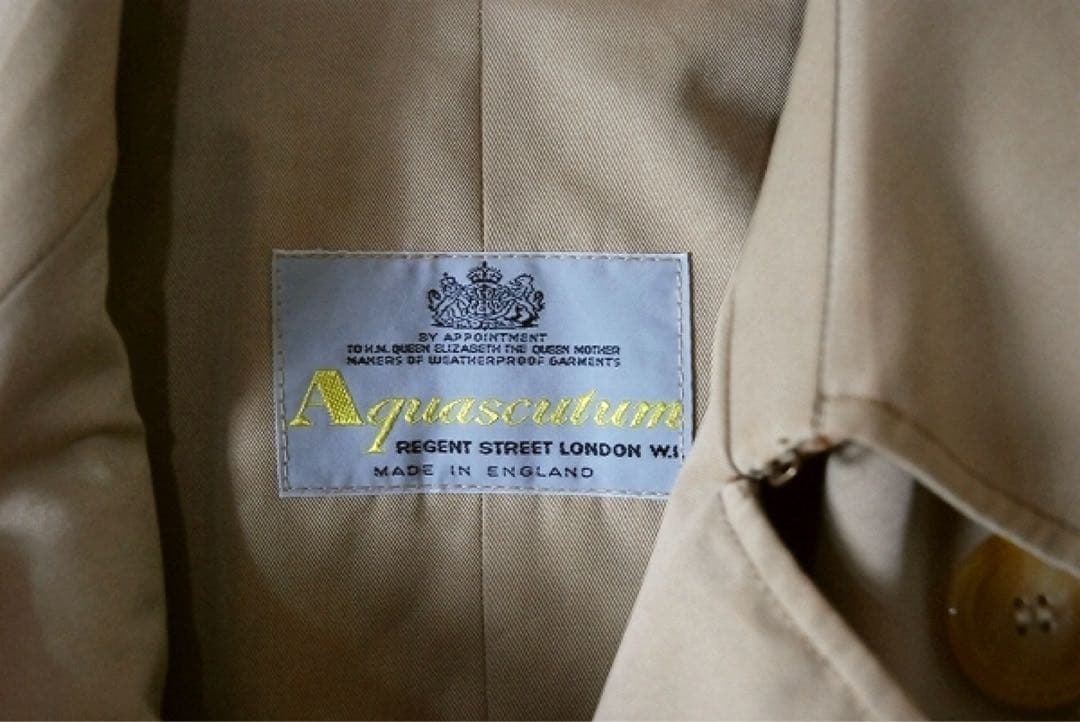 BY APPOINTMENT
TO H.M. QUEEN ELIZABETH THE QUEEN MOTHER
MAKERS OF WEATHERPROOF GARMENTS
Aquascutum
REGENT STREET LONDON W.1.
MADE IN ENGLAND